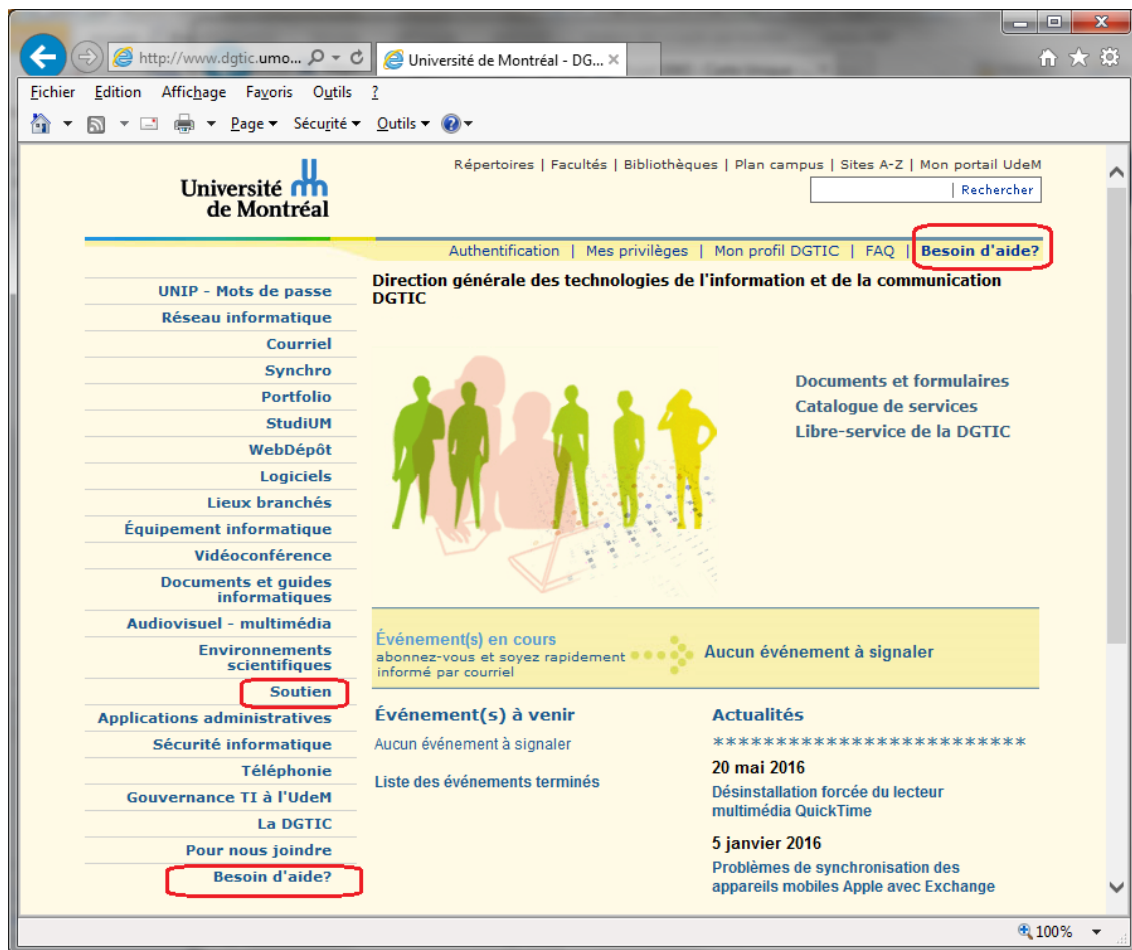 http://www.dgtic.umo...
Université de Montréal - DG...
Fichier Edition Affichage Favoris Outils ?
Page Sécurité Outils
Université
de Montréal
Répertoires | Facultés | Bibliothèques | Plan campus | Sites A-Z | Mon portail UdeM
| Rechercher
Authentification | Mes privilèges | Mon profil DGTIC | FAQ | Besoin d'aide?
UNIP - Mots de passe
Réseau informatique
Courriel
Synchro
Portfolio
StudiUM
WebDépôt
Logiciels
Lieux branchés
Équipement informatique
Vidéoconférence
Documents et guides
informatiques
Audiovisuel - multimédia
Environnements
scientifiques
Soutien
Applications administratives
Sécurité informatique
Téléphonie
Gouvernance TI à l'UdeM
La DGTIC
Pour nous joindre
Besoin d'aide?
Direction générale des technologies de l'information et de la communication
DGTIC
Documents et formulaires
Catalogue de services
Libre-service de la DGTIC
Événement(s) en cours
abonnez-vous et soyez rapidement
informé par courriel
Aucun événement à signaler
Événement(s) à venir
Aucun événement à signaler
Liste des événements terminés
Actualités
*************************
20 mai 2016
Désinstallation forcée du lecteur
multimédia QuickTime
5 janvier 2016
Problèmes de synchronisation des
appareils mobiles Apple avec Exchange
100%